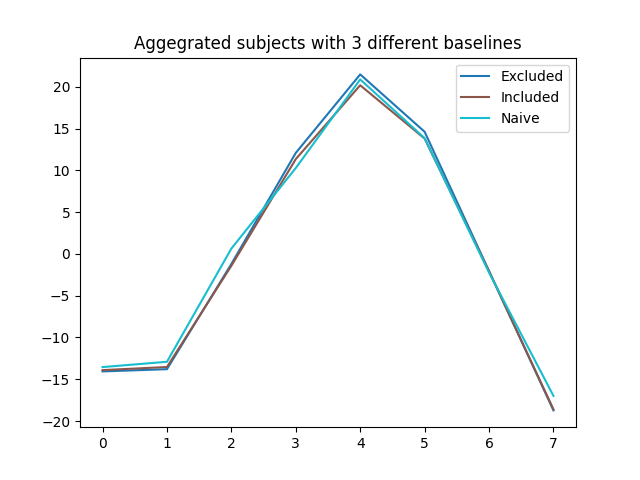 Aggegrated subjects with 3 different baselines
Excluded
Included
Naive
20
15
10
5
0
−5
−10
−15
−20
0 1 2 3 4 5 6 7